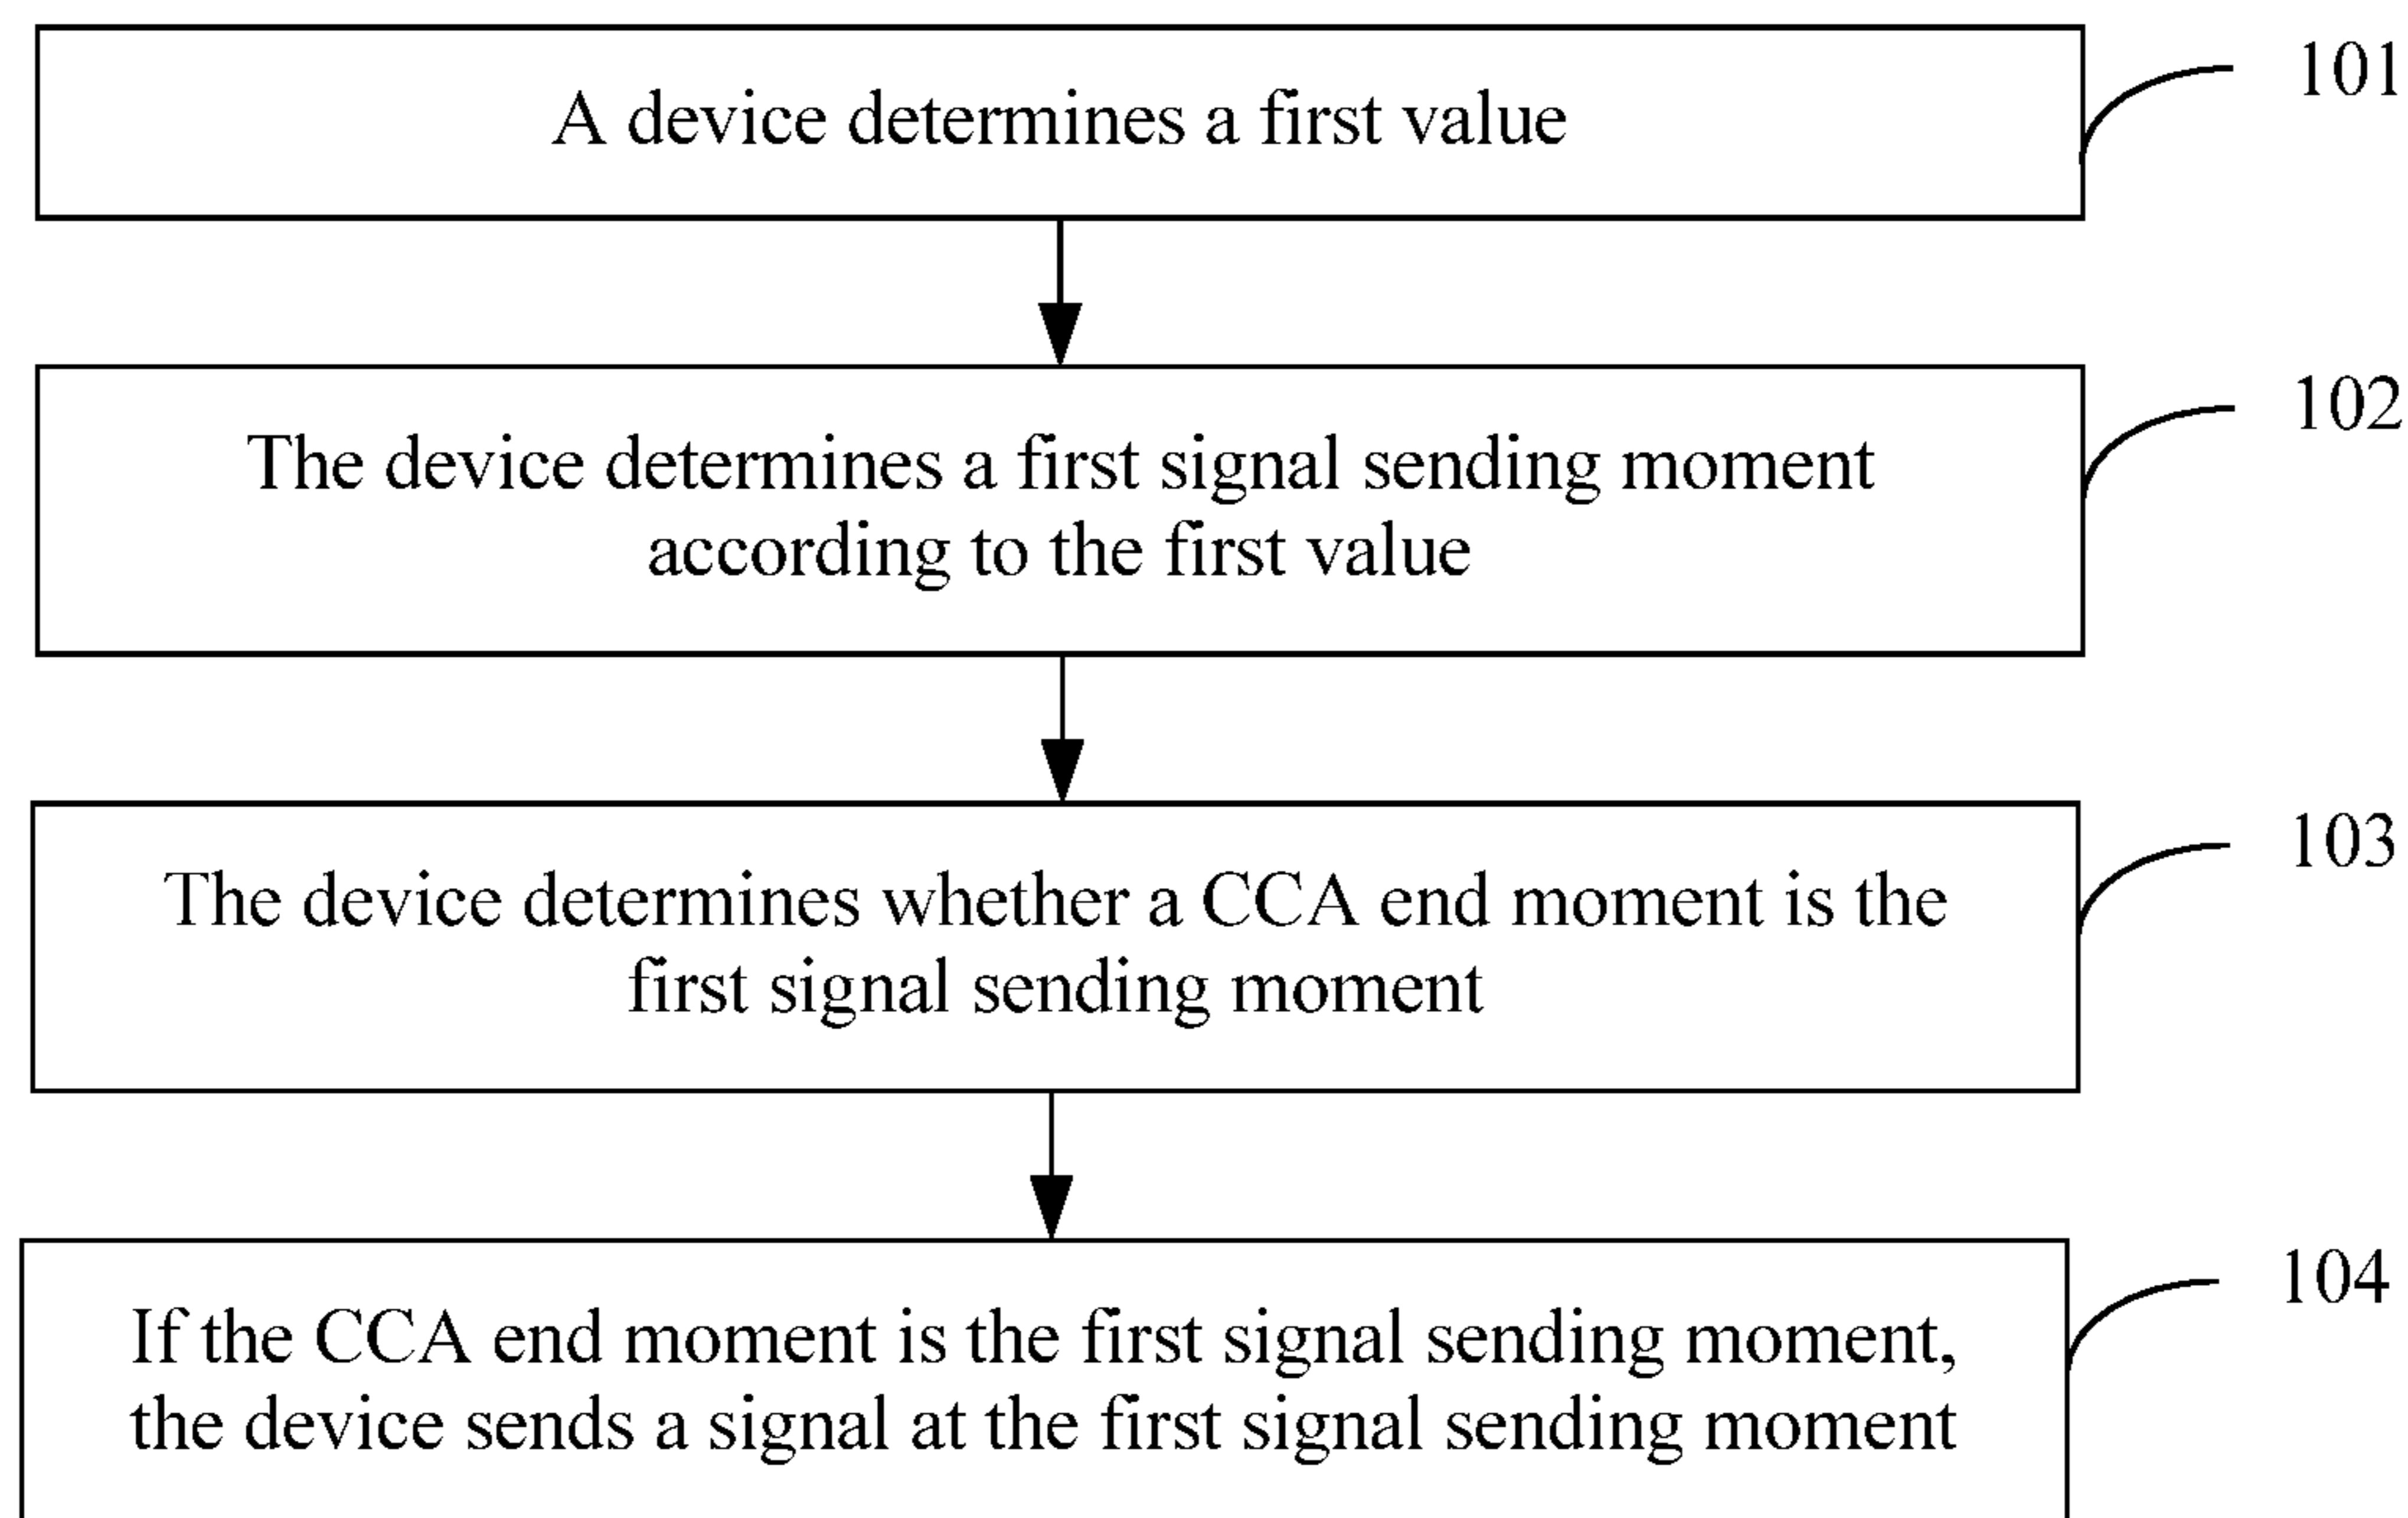 A device determines a first value
101
The device determines a first signal sending moment
according to the first value
102
The device determines whether a CCA end moment is the
first signal sending moment
103
If the CCA end moment is the first signal sending moment,
the device sends a signal at the first signal sending moment
104